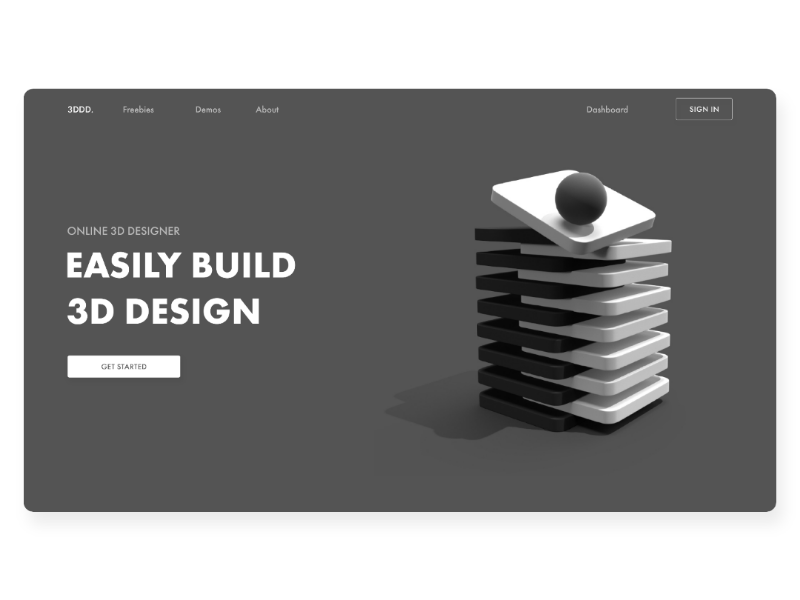 3DDD. Freebies Demos About Dashboard SIGN IN
ONLINE 3D DESIGNER
EASILY BUILD
3D DESIGN
GET STARTED